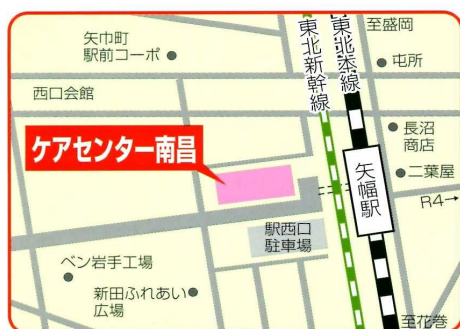 矢巾町
駅前コーポ
西口会館
東北新幹線
東北本線
至盛岡
屯所
長沼
商店
二葉屋
R4→
ケアセンター南昌
矢幅駅
駅西口
駐車場
ベン岩手工場
新田ふれあい
広場
至花巻